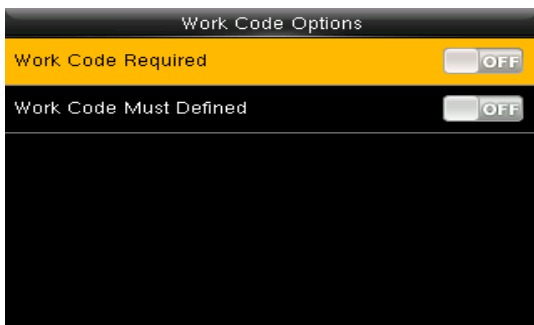 Work Code Options
Work Code Required OFF
Work Code Must Defined OFF